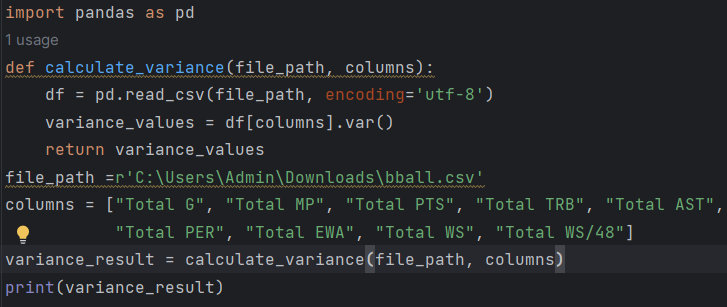 import pandas as pd
1 usage
def calculate_variance(file_path, columns):
    df = pd.read_csv(file_path, encoding='utf-8')
    variance_values = df[columns].var()
    return variance_values
file_path =r'C:\Users\Admin\Downloads\bball.csv'
columns = ["Total G", "Total MP", "Total PTS", "Total TRB", "Total AST",
           "Total PER", "Total EWA", "Total WS", "Total WS/48"]
variance_result = calculate_variance(file_path, columns)
print(variance_result)